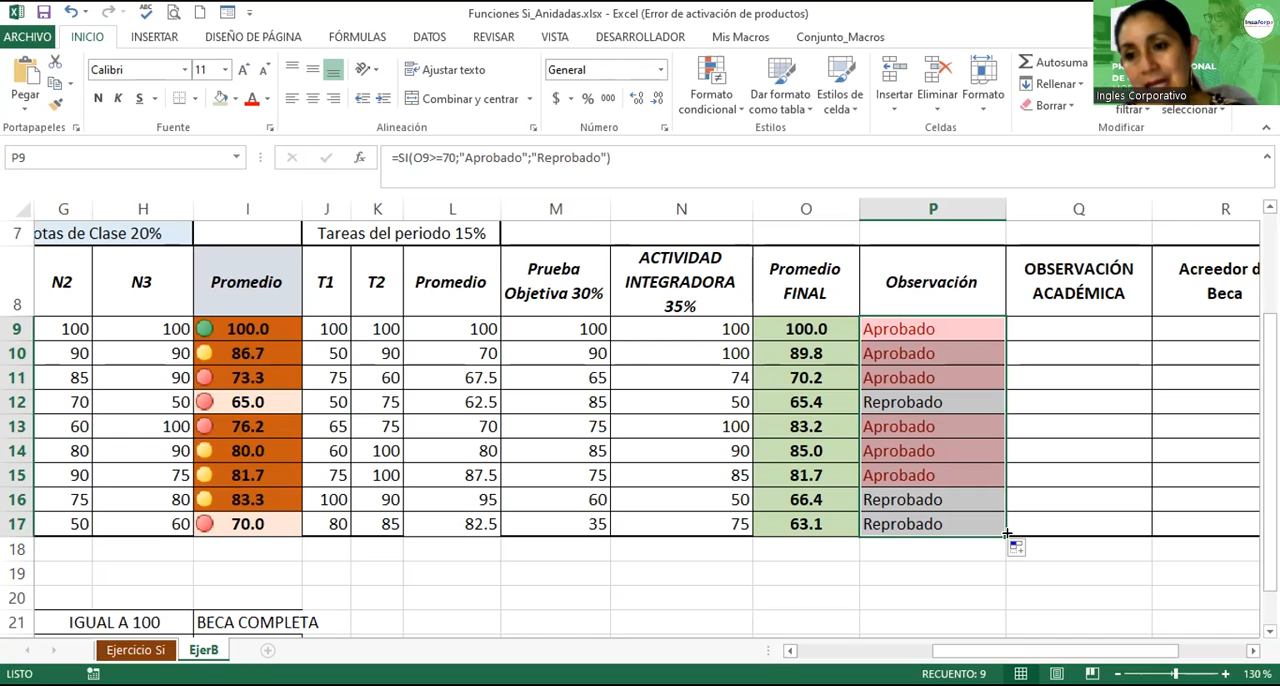 Funciones Si_Anidadas.xlsx - Excel (Error de activación de productos)
ARCHIVO INICIO INSERTAR DISEÑO DE PÁGINA FÓRMULAS DATOS REVISAR VISTA DESARROLLADOR Mis Macros Conjunto_Macros
Insaforp
Ingles Corporativo
Pegar
Portapapeles
Calibri 11
N K S
Fuente
Ajustar texto
Combinar y centrar
Alineación
General
$ % 000
Número
Formato condicional
Dar formato como tabla
Estilos de celda
Estilos
Insertar Eliminar Formato
Celdas
Autosuma
Rellenar
Borrar
filtrar seleccionar
Modificar
P9 =SI(O9>=70;"Aprobado";"Reprobado")
G H I J K L M N O P Q R
7 otas de Clase 20% Tareas del periodo 15%
8 N2 N3 Promedio T1 T2 Promedio Prueba Objetiva 30% ACTIVIDAD INTEGRADORA 35% Promedio FINAL Observación OBSERVACIÓN ACADÉMICA Acreedor d Beca
9 100 100 100.0 100 100 100 100 100 100.0 Aprobado
10 90 90 86.7 50 90 70 90 100 89.8 Aprobado
11 85 90 73.3 75 60 67.5 65 74 70.2 Aprobado
12 70 50 65.0 50 75 62.5 85 50 65.4 Reprobado
13 60 100 76.2 65 75 70 75 100 83.2 Aprobado
14 80 90 80.0 60 100 80 85 90 85.0 Aprobado
15 90 75 81.7 75 100 87.5 75 85 81.7 Aprobado
16 75 80 83.3 100 90 95 60 50 66.4 Reprobado
17 50 60 70.0 80 85 82.5 35 75 63.1 Reprobado
18
19
20
21 IGUAL A 100 BECA COMPLETA
Ejercicio Si EjerB
LISTO RECUENTO: 9 130 %